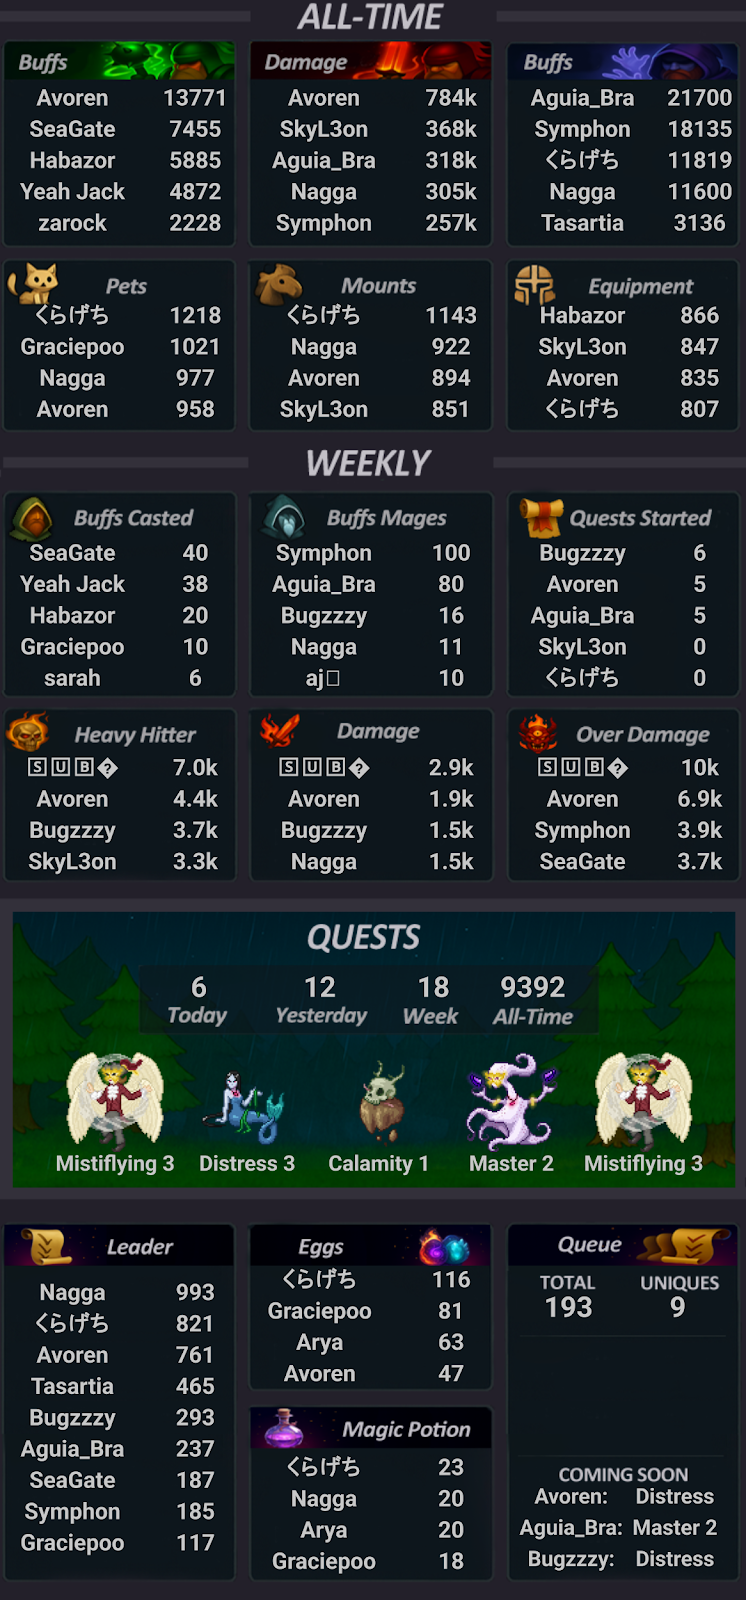 ALL-TIME
Buffs
Avoren 13771
SeaGate 7455
Habazor 5885
Yeah Jack 4872
zarock 2228
Damage
Avoren 784k
SkyL3on 368k
Aguia_Bra 318k
Nagga 305k
Symphon 257k
Buffs
Aguia_Bra 21700
Symphon 18135
くらげち 11819
Nagga 11600
Tasartia 3136
Pets
くらげち 1218
Graciepoo 1021
Nagga 977
Avoren 958
Mounts
くらげち 1143
Nagga 922
Avoren 894
SkyL3on 851
Equipment
Habazor 866
SkyL3on 847
Avoren 835
くらげち 807
WEEKLY
Buffs Casted
SeaGate 40
Yeah Jack 38
Habazor 20
Graciepoo 10
sarah 6
Buffs Mages
Symphon 100
Aguia_Bra 80
Bugzzzy 16
Nagga 11
aj 10
Quests Started
Bugzzzy 6
Avoren 5
Aguia_Bra 5
SkyL3on 0
くらげち 0
Heavy Hitter
🅂🅄🄱� 7.0k
Avoren 4.4k
Bugzzzy 3.7k
SkyL3on 3.3k
Damage
🅂🅄🄱� 2.9k
Avoren 1.9k
Bugzzzy 1.5k
Nagga 1.5k
Over Damage
🅂🅄🄱� 10k
Avoren 6.9k
Symphon 3.9k
SeaGate 3.7k
QUESTS
6 12 18 9392
Today Yesterday Week All-Time
Mistiflying 3 Distress 3 Calamity 1 Master 2 Mistiflying 3
Leader
Nagga 993
くらげち 821
Avoren 761
Tasartia 465
Bugzzzy 293
Aguia_Bra 237
SeaGate 187
Symphon 185
Graciepoo 117
Eggs
くらげち 116
Graciepoo 81
Arya 63
Avoren 47
Magic Potion
くらげち 23
Nagga 20
Arya 20
Graciepoo 18
Queue
TOTAL UNIQUES
193 9
COMING SOON
Avoren: Distress
Aguia_Bra: Master 2
Bugzzzy: Distress